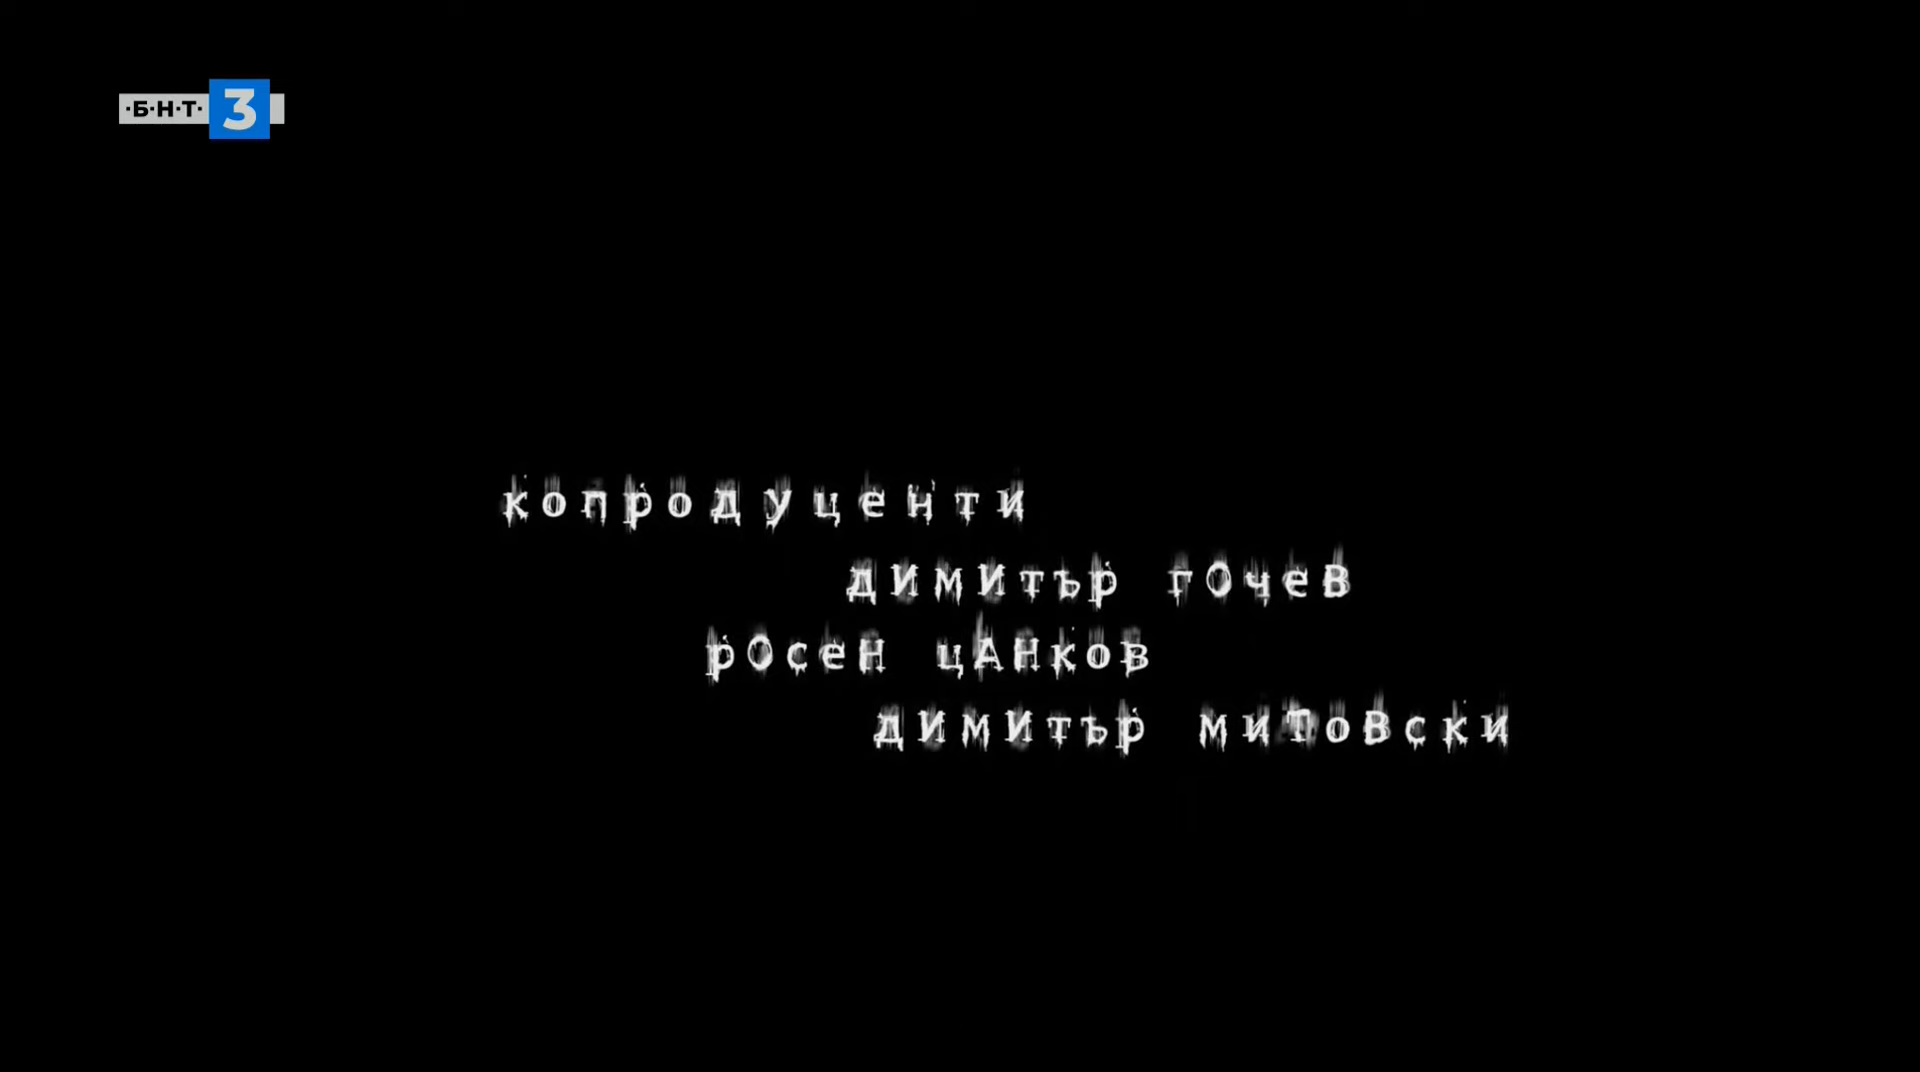 ·Б·Н·Т· 3
копродуценти
димитър гочев
росен цАнков
димитър митовски